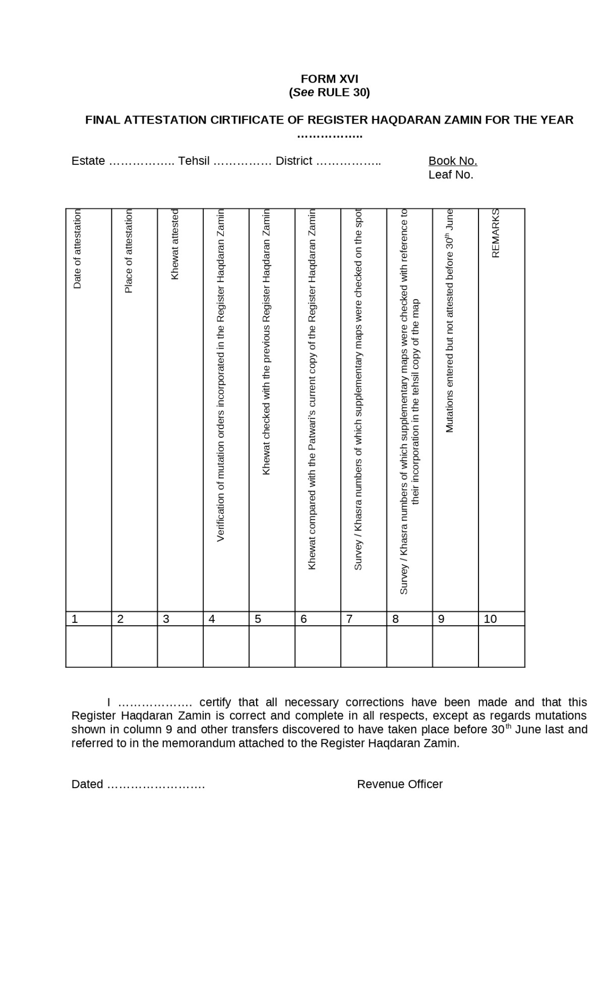 FORM XVI
(See RULE 30)
FINAL ATTESTATION CIRTIFICATE OF REGISTER HAQDARAN ZAMIN FOR THE YEAR
……………..
Estate …………….. Tehsil …………… District …………….. Book No.
Leaf No.
Date of attestation
Place of attestation
Khewat attested
Verification of mutation orders incorporated in the Register Haqdaran Zamin
Khewat checked with the previous Register Haqdaran Zamin
Khewat compared with the Patwari’s current copy of the Register Haqdaran Zamin
Survey / Khasra numbers of which supplementary maps were checked on the spot
Survey / Khasra numbers of which supplementary maps were checked with reference to
their incorporation in the tehsil copy of the map
Mutations entered but not attested before 30th June
REMARKS
1 2 3 4 5 6 7 8 9 10
I ………………. certify that all necessary corrections have been made and that this
Register Haqdaran Zamin is correct and complete in all respects, except as regards mutations
shown in column 9 and other transfers discovered to have taken place before 30th June last and
referred to in the memorandum attached to the Register Haqdaran Zamin.
Dated ……………………. Revenue Officer